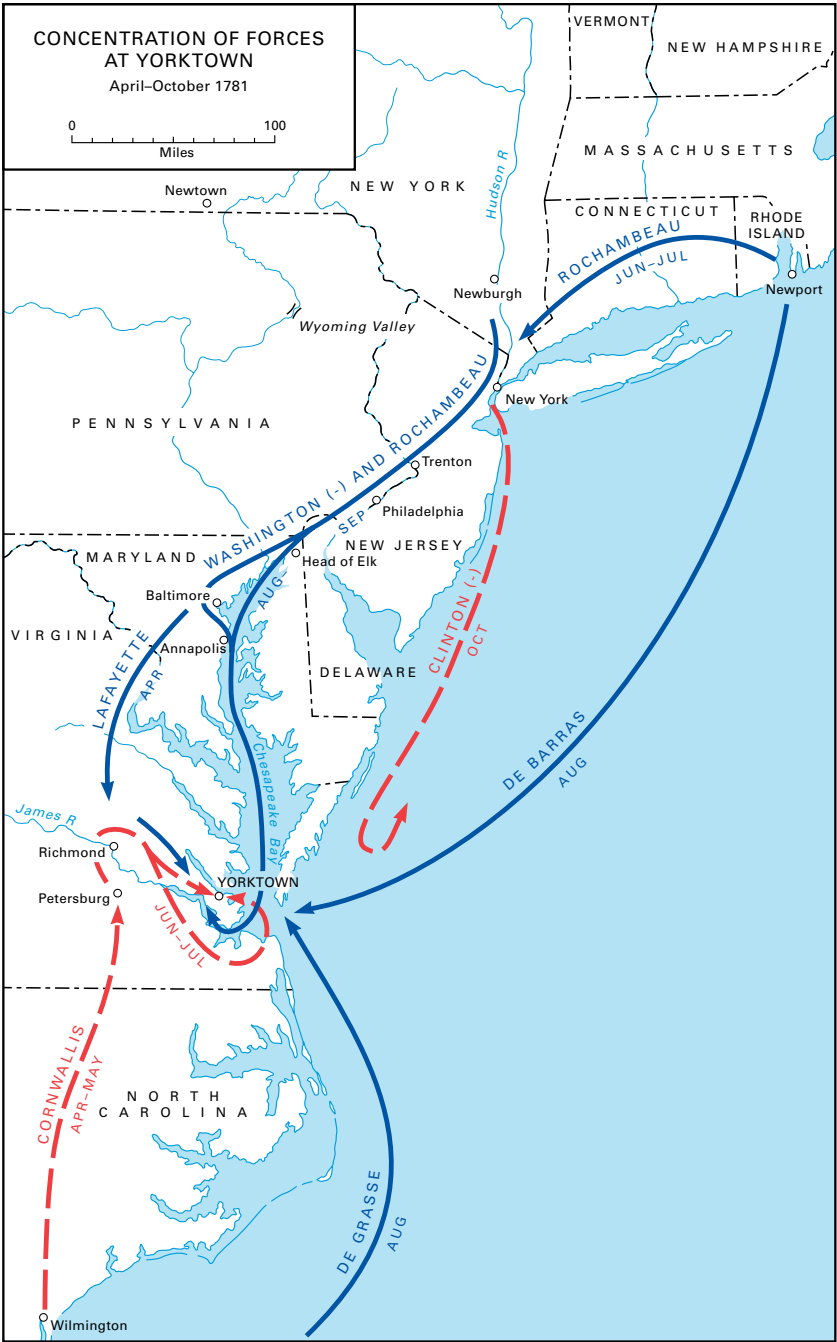 CONCENTRATION OF FORCES
AT YORKTOWN
April–October 1781
0 100
Miles
VERMONT
NEW HAMPSHIRE
MASSACHUSETTS
Hudson R
NEW YORK
Newtown
CONNECTICUT
RHODE
ISLAND
ROCHAMBEAU
JUN–JUL
Newport
Newburgh
Wyoming Valley
New York
PENNSYLVANIA
WASHINGTON (-) AND ROCHAMBEAU
AUG–
SEP
Trenton
Philadelphia
NEW JERSEY
Head of Elk
MARYLAND
Baltimore
VIRGINIA
Annapolis
LAFAYETTE
APR
DELAWARE
CLINTON (-)
OCT
DE BARRAS
AUG
Chesapeake Bay
James R
Richmond
YORKTOWN
Petersburg
JUN–JUL
CORNWALLIS
APR–MAY
NORTH
CAROLINA
DE GRASSE
AUG
Wilmington